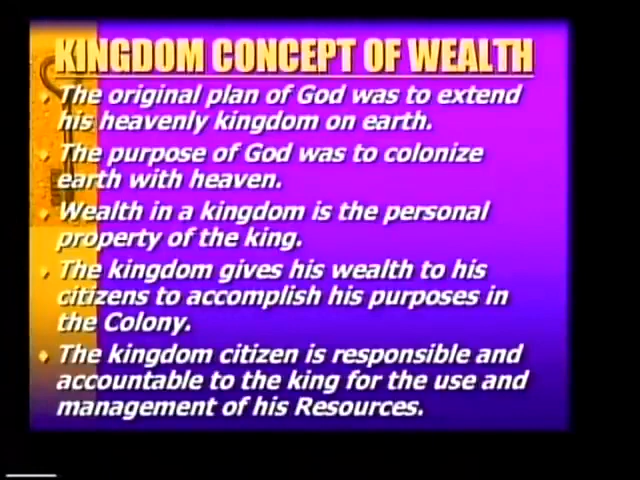 KINGDOM CONCEPT OF WEALTH
The original plan of God was to extend
his heavenly kingdom on earth.
The purpose of God was to colonize
earth with heaven.
Wealth in a kingdom is the personal
property of the king.
The kingdom gives his wealth to his
citizens to accomplish his purposes in
the Colony.
The kingdom citizen is responsible and
accountable to the king for the use and
management of his Resources.